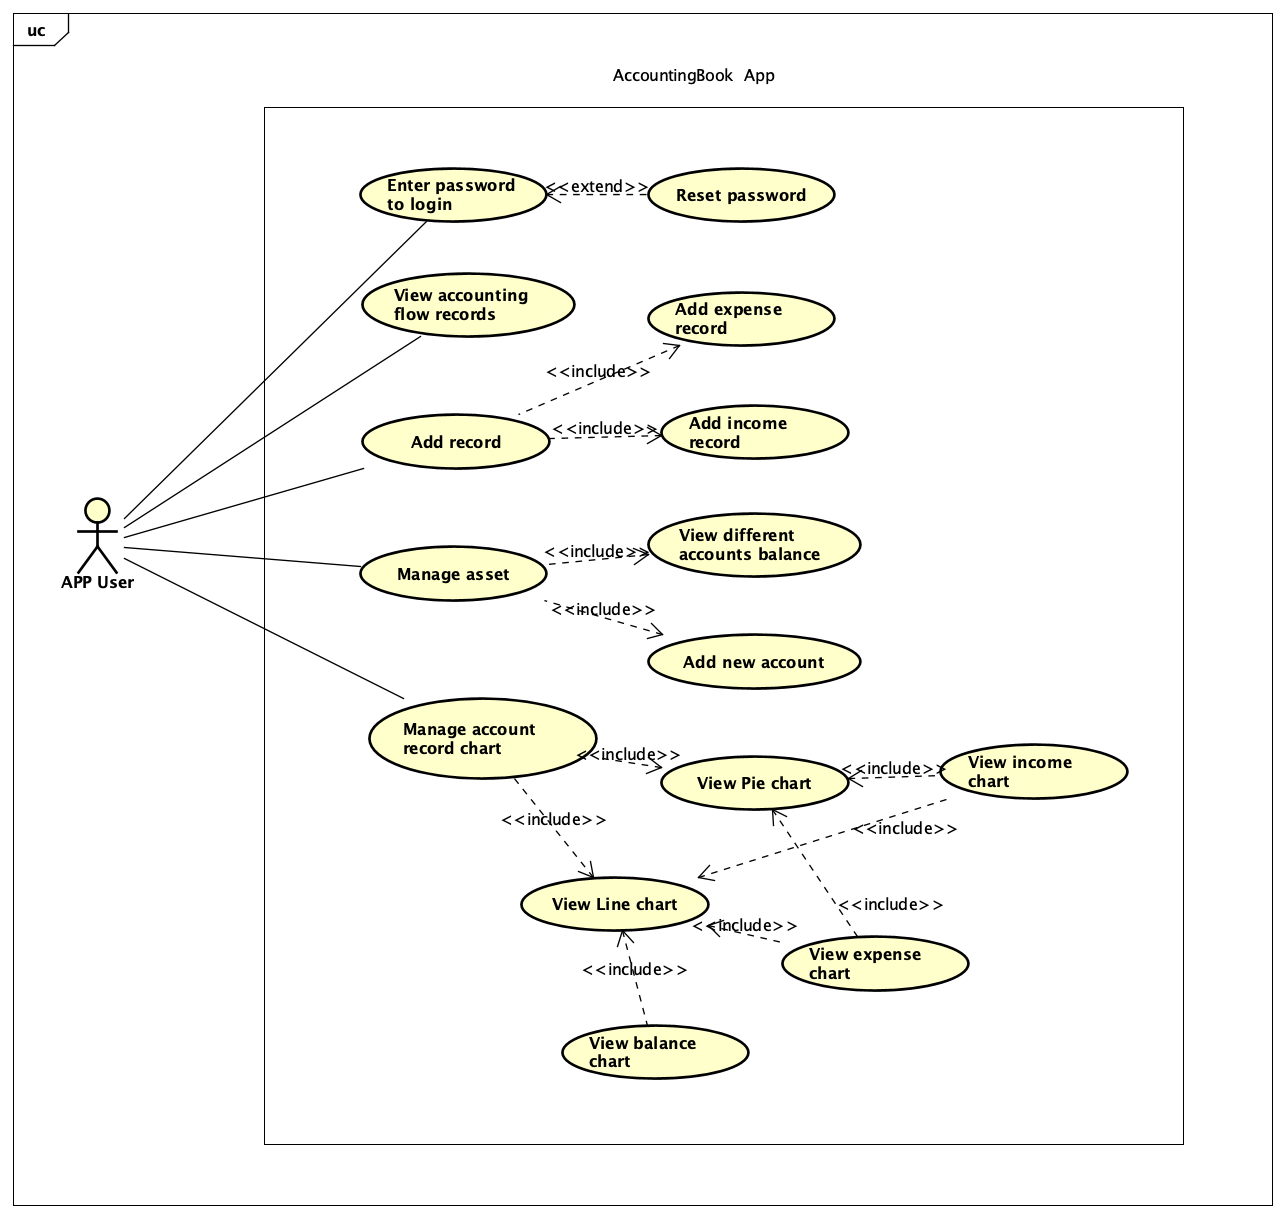 uc
AccountingBook App
Enter password
to login
<<extend>>
Reset password
View accounting
flow records
Add expense
record
<<include>>
Add record
<<include>>
Add income
record
View different
accounts balance
<<include>>
Manage asset
APP User
<<include>>
Add new account
Manage account
record chart
<<include>>
View Pie chart
<<include>>
View income
chart
<<include>>
<<include>>
View Line chart
<<include>>
<<include>>
View expense
chart
<<include>>
View balance
chart